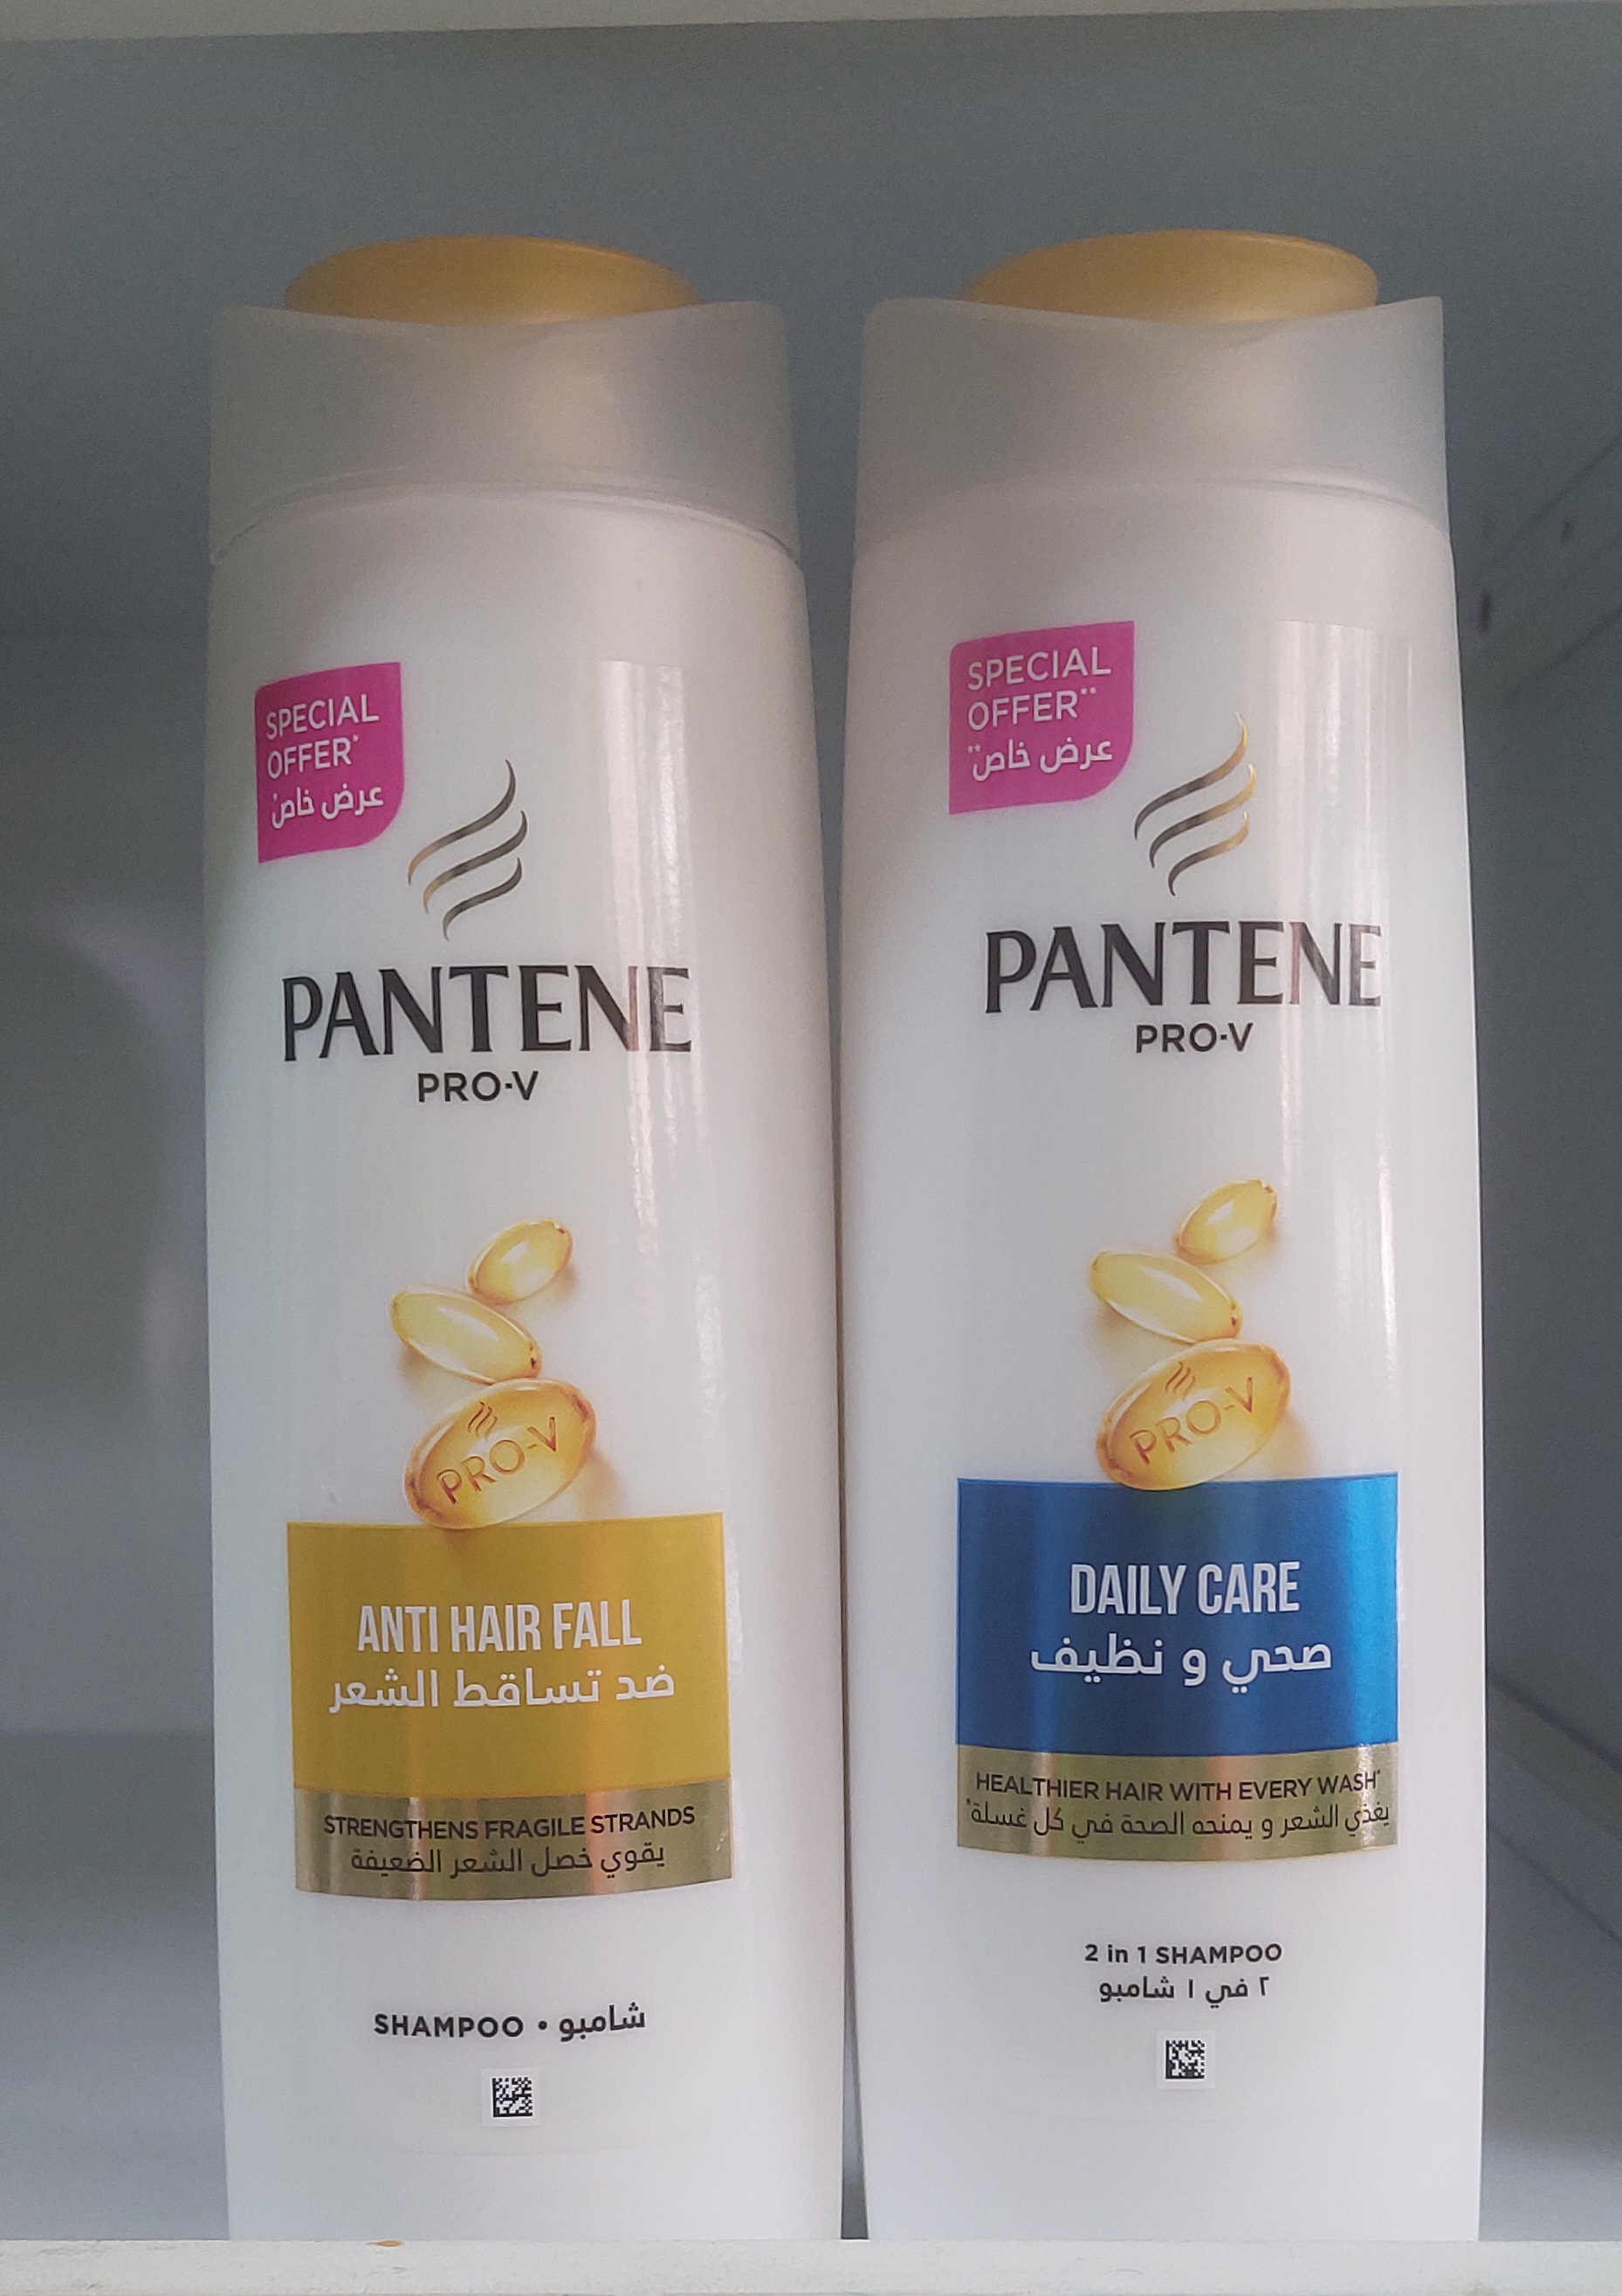 SPECIAL
OFFER*
عرض خاص*
PANTENE
PRO-V
PRO-V
ANTI HAIR FALL
ضد تساقط الشعر
STRENGTHENS FRAGILE STRANDS
يقوي خصل الشعر الضعيفة
SHAMPOO • شامبو
SPECIAL
OFFER**
عرض خاص**
PANTENE
PRO-V
PRO-V
DAILY CARE
صحي و نظيف
HEALTHIER HAIR WITH EVERY WASH*
يغذي الشعر و يمنحه الصحة في كل غسلة*
2 in 1 SHAMPOO
٢ في ١ شامبو